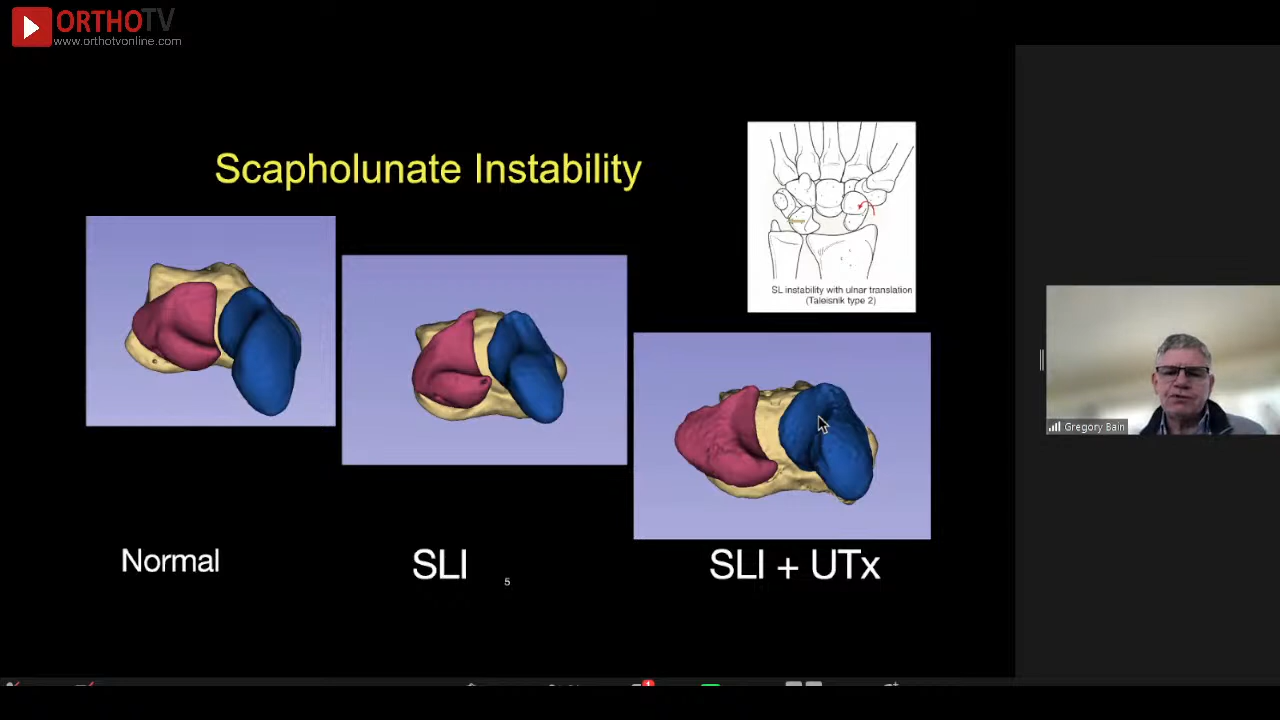 ORTHOTV
www.orthotvonline.com
Scapholunate Instability
SL instability with ulnar translation
(Taleisnik type 2)
Normal
SLI
5
SLI + UTx
Gregory Bain
1